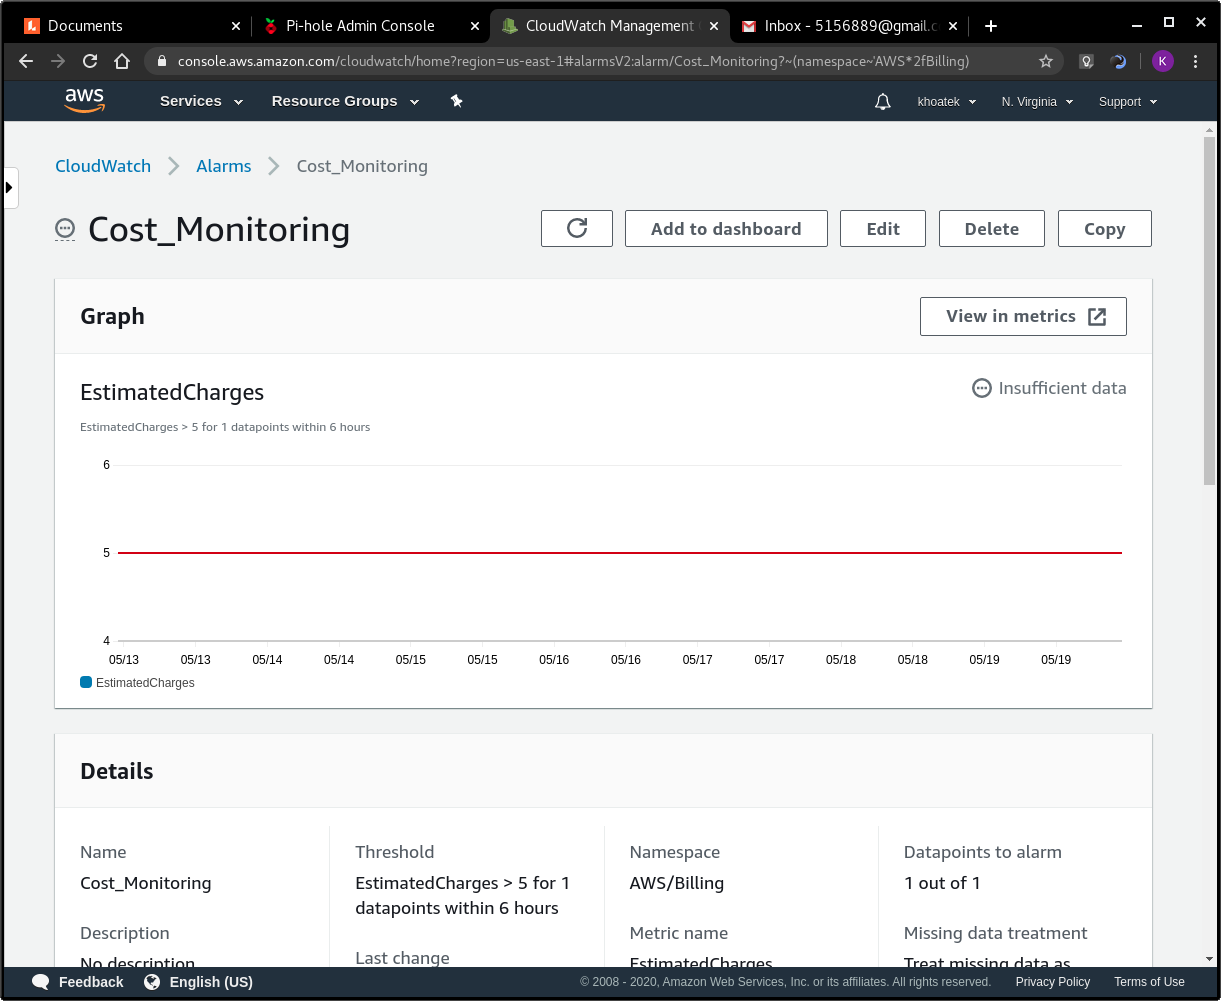 Documents
Pi-hole Admin Console
CloudWatch Management
Inbox - 5156889@gmail.c
console.aws.amazon.com/cloudwatch/home?region=us-east-1#alarmsV2:alarm/Cost_Monitoring?~(namespace~'AWS*2fBilling)
K
aws
Services
Resource Groups
khoatek
N. Virginia
Support
CloudWatch
Alarms
Cost_Monitoring
Cost_Monitoring
Add to dashboard
Edit
Delete
Copy
Graph
View in metrics
EstimatedCharges
Insufficient data
EstimatedCharges > 5 for 1 datapoints within 6 hours
6
5
4
05/13 05/13 05/14 05/14 05/15 05/15 05/16 05/16 05/17 05/17 05/18 05/18 05/19 05/19
EstimatedCharges
Details
Name
Cost_Monitoring
Description
No description
Threshold
EstimatedCharges > 5 for 1
datapoints within 6 hours
Last change
Namespace
AWS/Billing
Metric name
EstimatedCharges
Datapoints to alarm
1 out of 1
Missing data treatment
Treat missing data as
Feedback
English (US)
© 2008 - 2020, Amazon Web Services, Inc. or its affiliates. All rights reserved.
Privacy Policy
Terms of Use